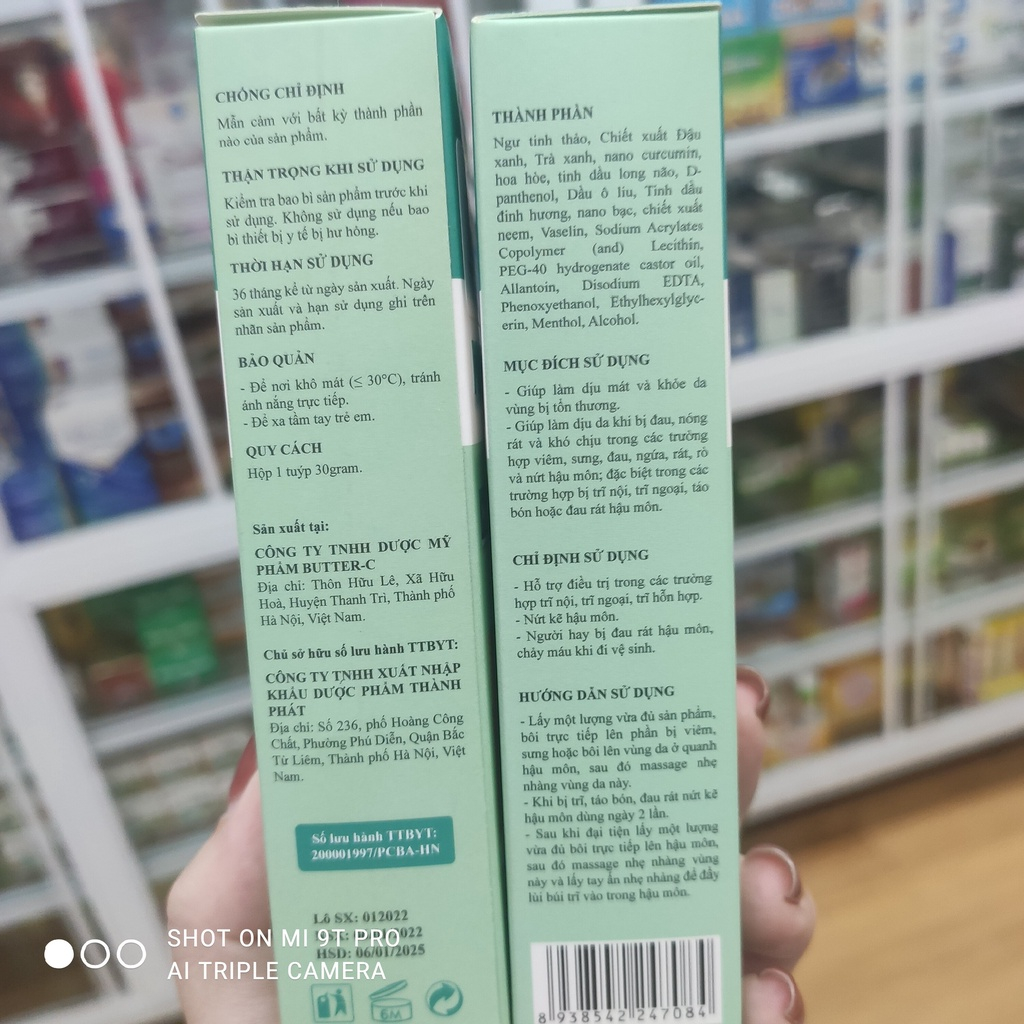 CHỐNG CHỈ ĐỊNH
Mẫn cảm với bất kỳ thành phần
nào của sản phẩm.
THẬN TRỌNG KHI SỬ DỤNG
Kiểm tra bao bì sản phẩm trước khi
sử dụng. Không sử dụng nếu bao
bì thiết bị y tế bị hư hỏng.
THỜI HẠN SỬ DỤNG
36 tháng kể từ ngày sản xuất. Ngày
sản xuất và hạn sử dụng ghi trên
nhãn sản phẩm.
BẢO QUẢN
- Để nơi khô mát (≤ 30°C), tránh
ánh nắng trực tiếp.
- Để xa tầm tay trẻ em.
QUY CÁCH
Hộp 1 tuýp 30gram.
Sản xuất tại:
CÔNG TY TNHH DƯỢC MỸ
PHẨM BUTTER-C
Địa chỉ: Thôn Hữu Lê, Xã Hữu
Hoà, Huyện Thanh Trì, Thành phố
Hà Nội, Việt Nam.
Chủ sở hữu số lưu hành TTBYT:
CÔNG TY TNHH XUẤT NHẬP
KHẨU DƯỢC PHẨM THÀNH
PHÁT
Địa chỉ: Số 236, phố Hoàng Công
Chất, Phường Phú Diễn, Quận Bắc
Từ Liêm, Thành phố Hà Nội, Việt
Nam.
Số lưu hành TTBYT:
200001997/PCBA-HN
Lô SX: 012022
HSD: 06/01/2025
6M
THÀNH PHẦN
Ngư tinh thảo, Chiết xuất Đậu
xanh, Trà xanh, nano curcumin,
hoa hòe, tinh dầu long não, D-
panthenol, Dầu ô liu, Tinh dầu
đinh hương, nano bạc, chiết xuất
neem, Vaselin, Sodium Acrylates
Copolymer (and) Lecithin,
PEG-40 hydrogenate castor oil,
Allantoin, Disodium EDTA,
Phenoxyethanol, Ethylhexylglyc-
erin, Menthol, Alcohol.
MỤC ĐÍCH SỬ DỤNG
- Giúp làm dịu mát và khỏe da
vùng bị tổn thương.
- Giúp làm dịu da khi bị đau, nóng
rát và khó chịu trong các trường
hợp viêm, sưng, đau, ngứa, rát, rò
và nứt hậu môn; đặc biệt trong các
trường hợp bị trĩ nội, trĩ ngoại, táo
bón hoặc đau rát hậu môn.
CHỈ ĐỊNH SỬ DỤNG
- Hỗ trợ điều trị trong các trường
hợp trĩ nội, trĩ ngoại, trĩ hỗn hợp.
- Nứt kẽ hậu môn.
- Người hay bị đau rát hậu môn,
chảy máu khi đi vệ sinh.
HƯỚNG DẪN SỬ DỤNG
- Lấy một lượng vừa đủ sản phẩm,
bôi trực tiếp lên phần bị viêm,
sưng hoặc bôi lên vùng da ở quanh
hậu môn, sau đó massage nhẹ
nhàng vùng da này.
- Khi bị trĩ, táo bón, đau rát nứt kẽ
hậu môn dùng ngày 2 lần.
- Sau khi đại tiện lấy một lượng
vừa đủ bôi trực tiếp lên hậu môn,
sau đó massage nhẹ nhàng vùng
này và lấy tay ấn nhẹ nhàng để đẩy
lùi búi trĩ vào trong hậu môn.
8 938542 247084
SHOT ON MI 9T PRO
AI TRIPLE CAMERA